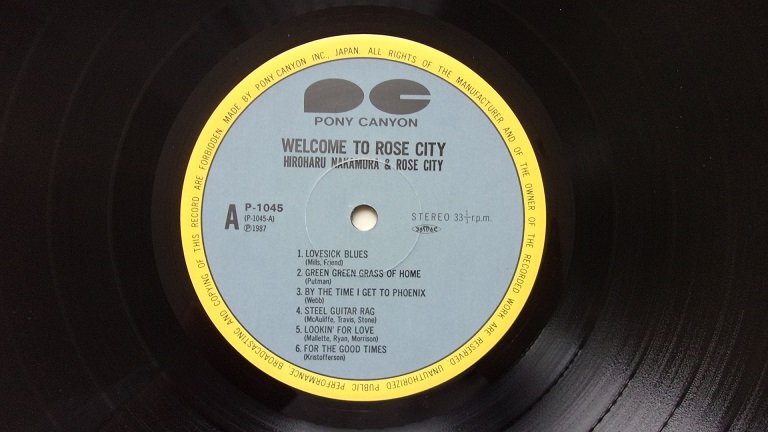 MADE BY PONY CANYON INC., JAPAN. ALL RIGHTS OF THE MANUFACTURER AND OF THE OWNER OF THE RECORDED WORK ARE RESERVED UNAUTHORIZED PUBLIC PERFORMANCE, BROADCASTING AND COPYING OF THIS RECORD ARE FORBIDDEN
PC
PONY CANYON
WELCOME TO ROSE CITY
HIROHARU NAKAMURA & ROSE CITY
A
P-1045
(P-1045-A)
Ⓟ1987
STEREO 33⅓r.p.m.
JASRAC
1. LOVESICK BLUES
(Mills, Friend)
2. GREEN GREEN GRASS OF HOME
(Putman)
3. BY THE TIME I GET TO PHOENIX
(Webb)
4. STEEL GUITAR RAG
(McAuliffe, Travis, Stone)
5. LOOKIN' FOR LOVE
(Mallette, Ryan, Morrison)
6. FOR THE GOOD TIMES
(Kristofferson)